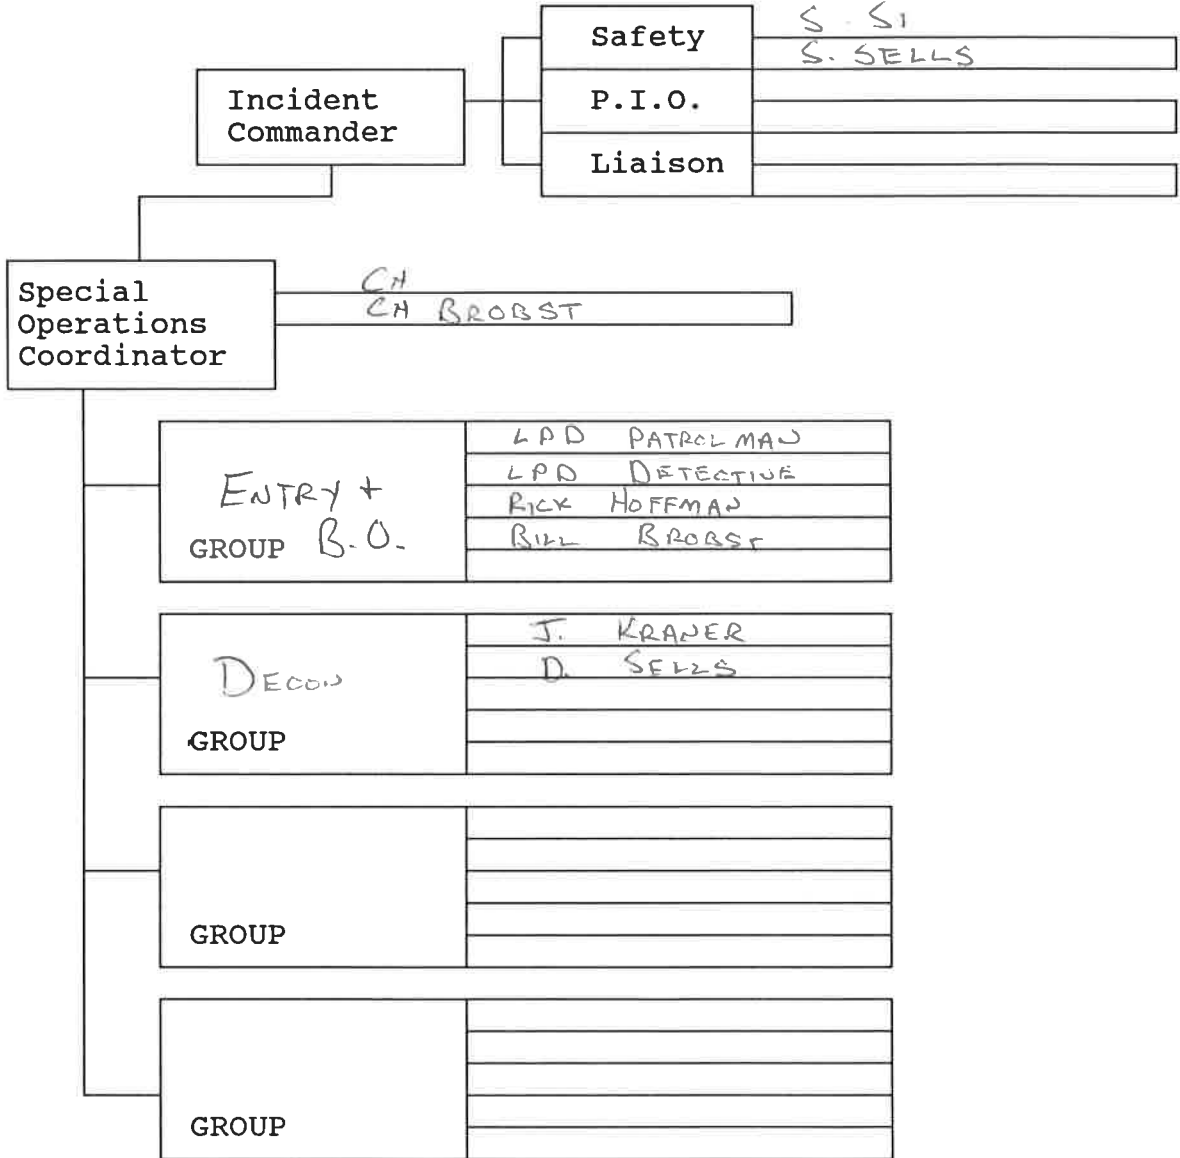 Safety
S. SI
S. SELLS
Incident
Commander
P.I.O.
Liaison
Special
Operations
Coordinator
CH
CH BROBST
ENTRY +
GROUP B.O.
LPD PATROLMAN
LPD DETECTIVE
RICK HOFFMAN
BILL BROBST
DECON
GROUP
J. KRANER
D. SELLS
GROUP
GROUP